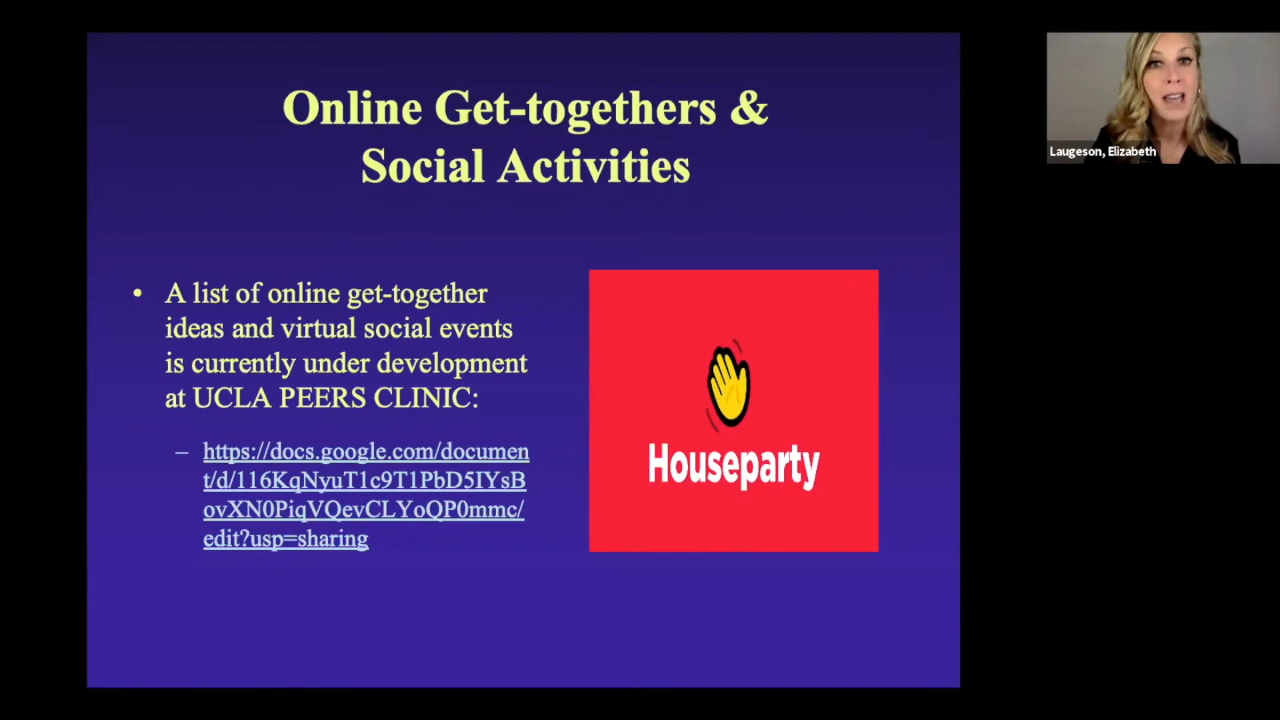 Online Get-togethers &
Social Activities
• A list of online get-together
ideas and virtual social events
is currently under development
at UCLA PEERS CLINIC:
– https://docs.google.com/documen
t/d/116KqNyuT1c9T1PbD5IYsB
ovXN0PiqVQevCLYoQP0mmc/
edit?usp=sharing
Houseparty
Laugeson, Elizabeth